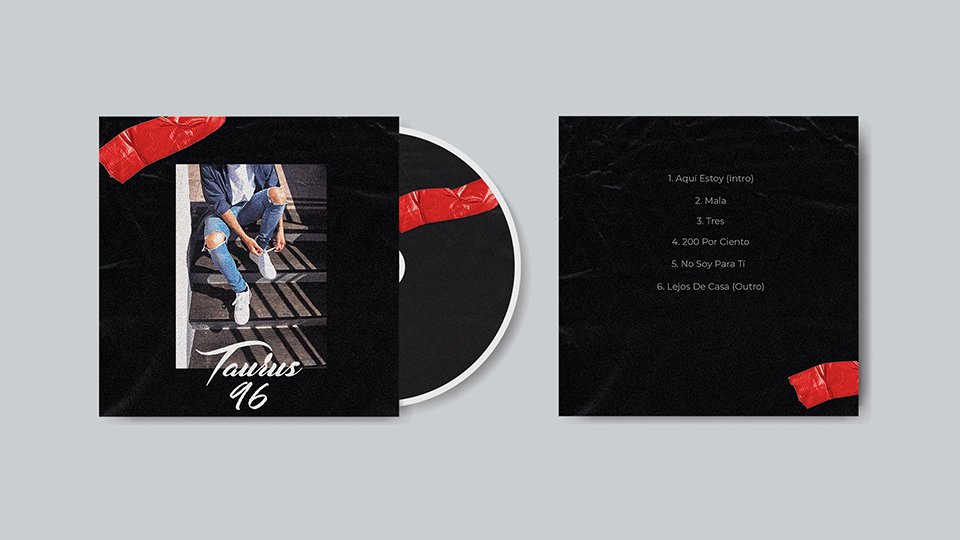 Taurus
96
1. Aquí Estoy (Intro)
2. Mala
3. Tres
4. 200 Por Ciento
5. No Soy Para Tí
6. Lejos De Casa (Outro)